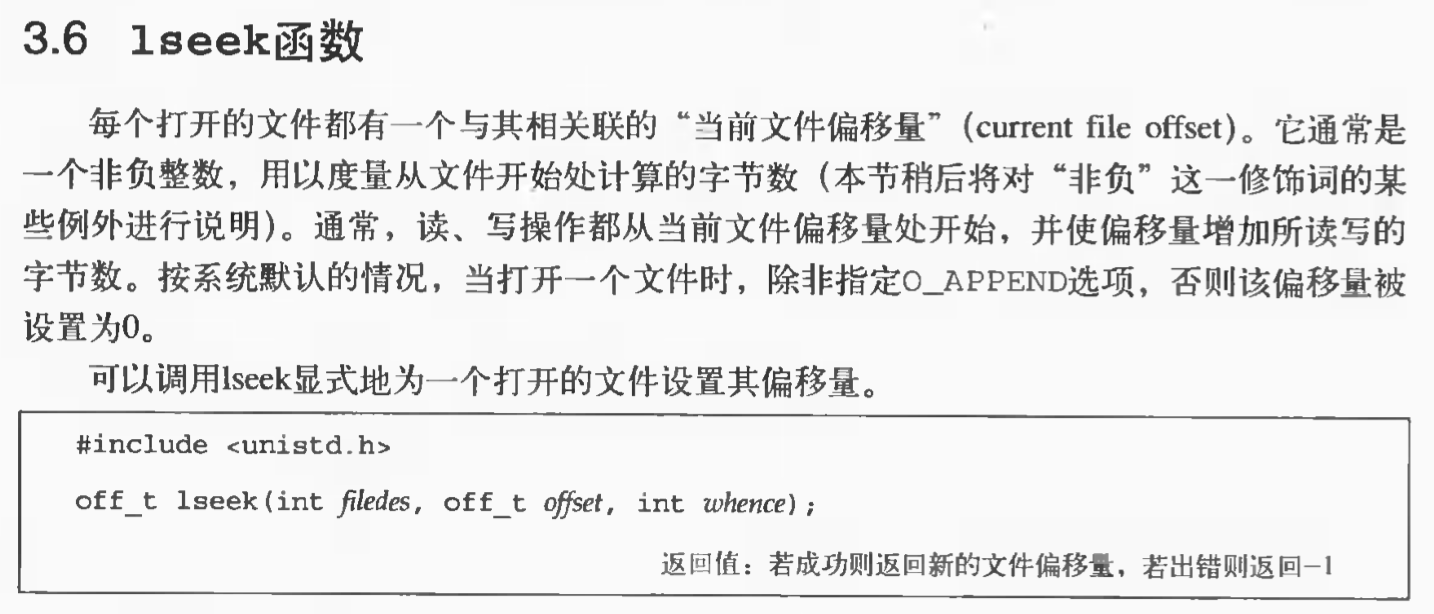 3.6 lseek函数
每个打开的文件都有一个与其相关联的“当前文件偏移量”(current file offset)。它通常是
一个非负整数，用以度量从文件开始处计算的字节数（本节稍后将对“非负”这一修饰词的某
些例外进行说明）。通常，读、写操作都从当前文件偏移量处开始，并使偏移量增加所读写的
字节数。按系统默认的情况，当打开一个文件时，除非指定O_APPEND选项，否则该偏移量被
设置为0。
可以调用lseek显式地为一个打开的文件设置其偏移量。
#include <unistd.h>
off_t lseek(int filedes, off_t offset, int whence);
返回值：若成功则返回新的文件偏移量，若出错则返回-1